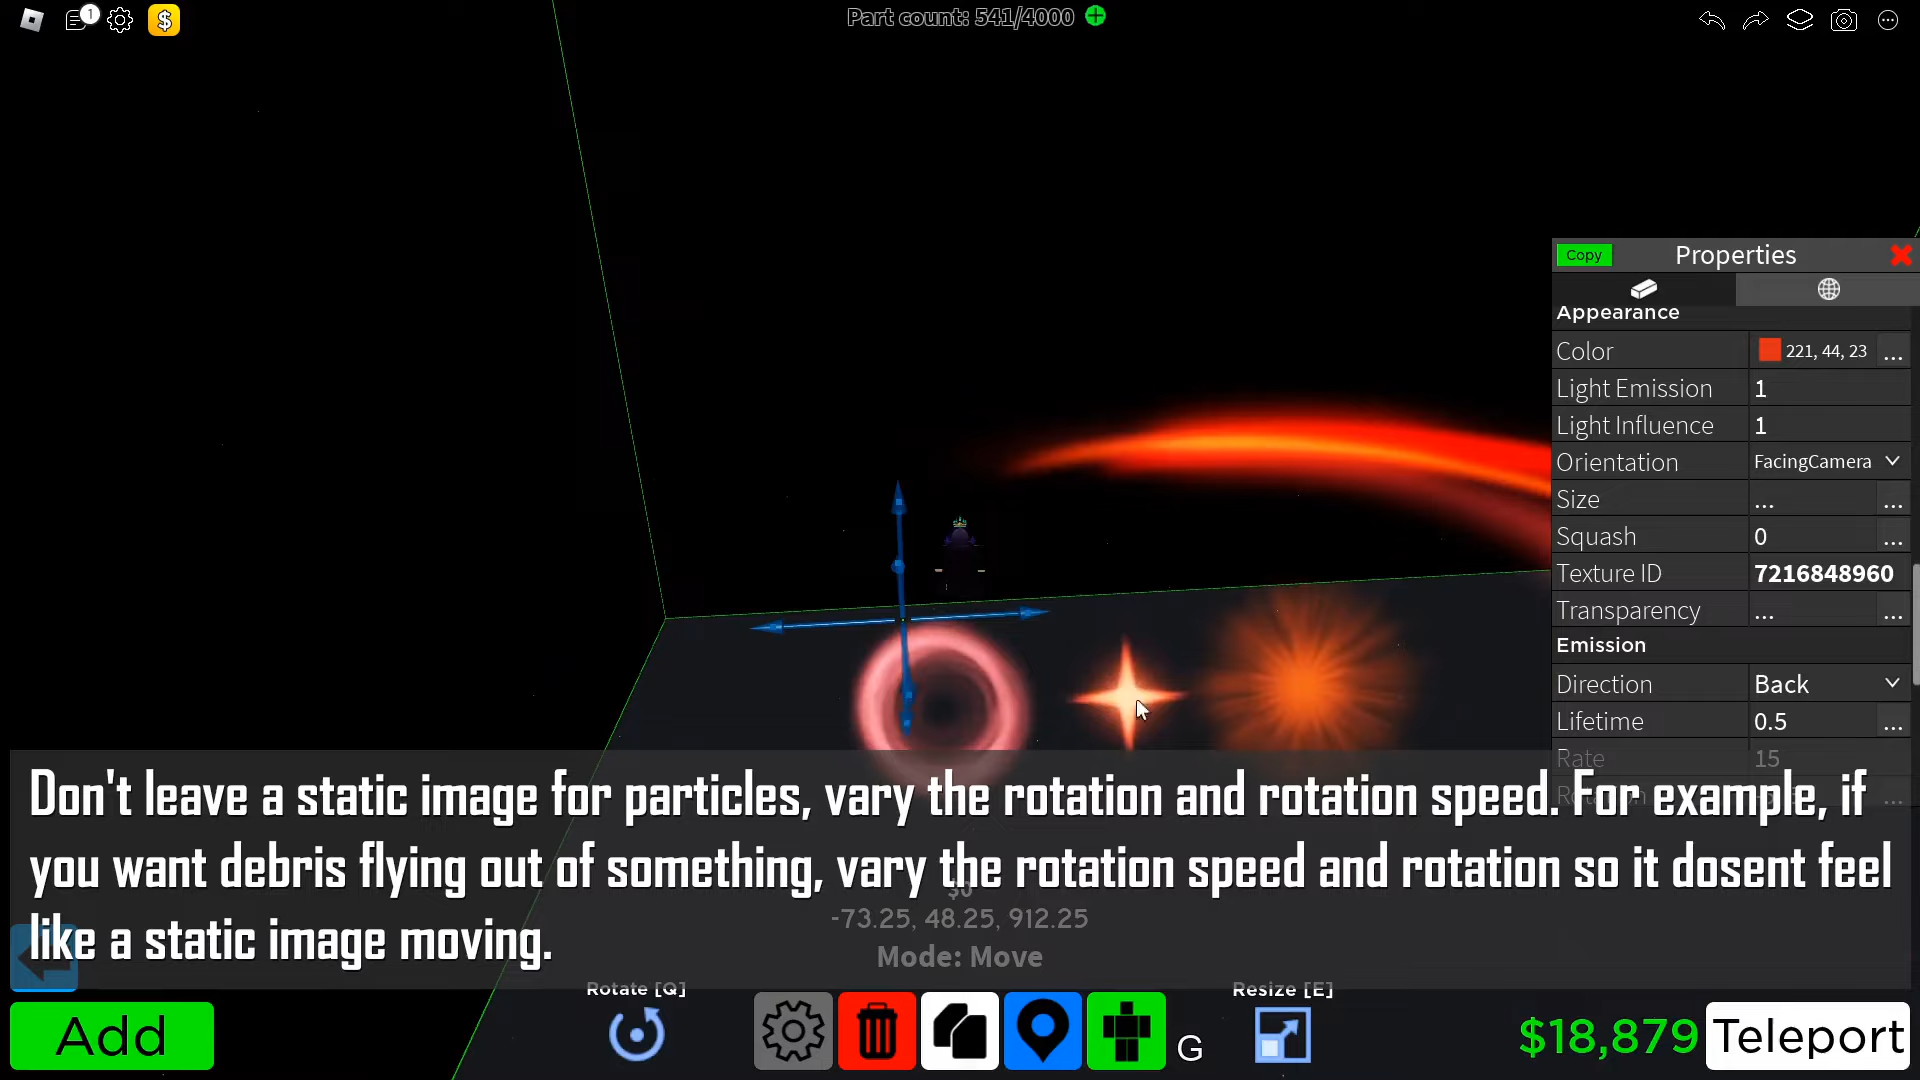 1
$
Part count: 541/4000
Copy
Properties
Appearance
Color
221, 44, 23
...
Light Emission
1
Light Influence
1
Orientation
FacingCamera
Size
...
...
Squash
0
...
Texture ID
7216848960
Transparency
...
...
Emission
Direction
Back
Lifetime
0.5
...
Rate
15
...
Don't leave a static image for particles, vary the rotation and rotation speed. For example, if
you want debris flying out of something, vary the rotation speed and rotation so it dosent feel
like a static image moving.
$0
-73.25, 48.25, 912.25
Mode: Move
Rotate [Q]
Resize [E]
Add
G
$18,879
Teleport